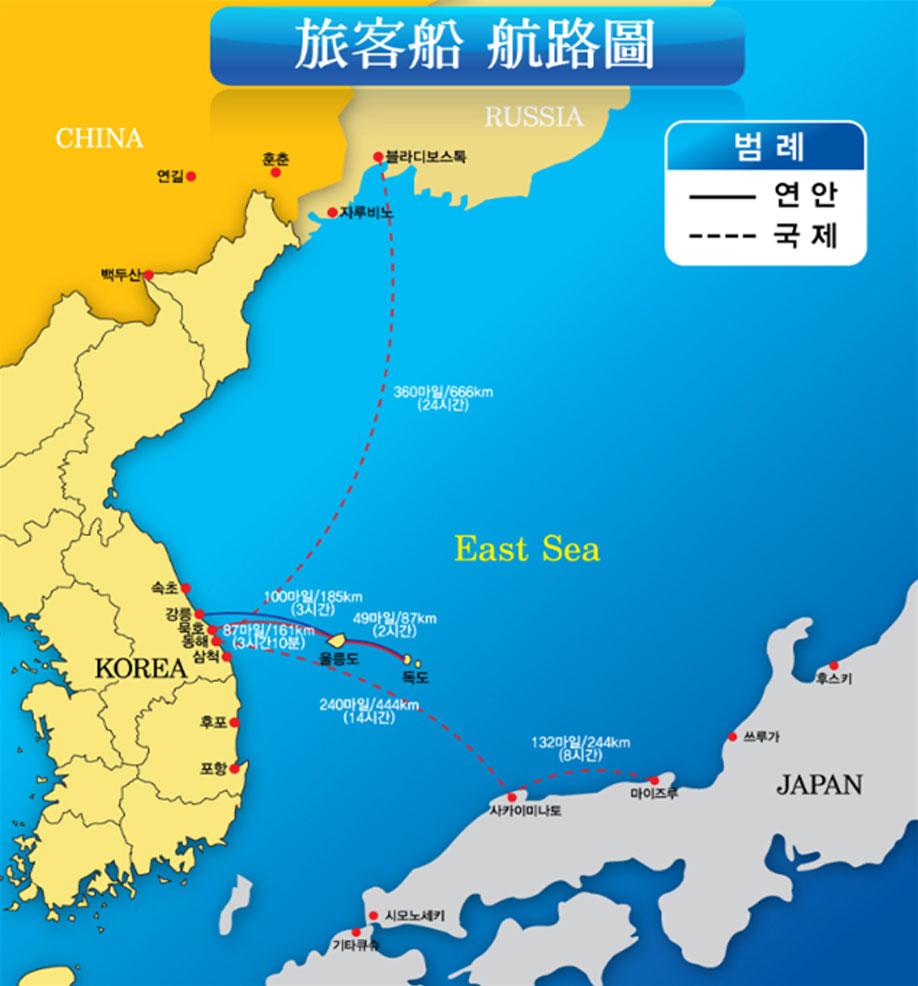 旅客船 航路圖
CHINA
RUSSIA
범 례
연 안
국 제
블라디보스톡
훈춘
연길
자루비노
백두산
360마일/666km
(24시간)
East Sea
속초
100마일/185km
(3시간)
강릉
49마일/87km
(2시간)
묵호
87마일/161km
(3시간10분)
동해
삼척
울릉도
독도
KOREA
후스키
240마일/444km
(14시간)
후포
쓰루가
132마일/244km
(8시간)
포항
JAPAN
마이즈루
사카이미나토
시모노세키
기타큐슈